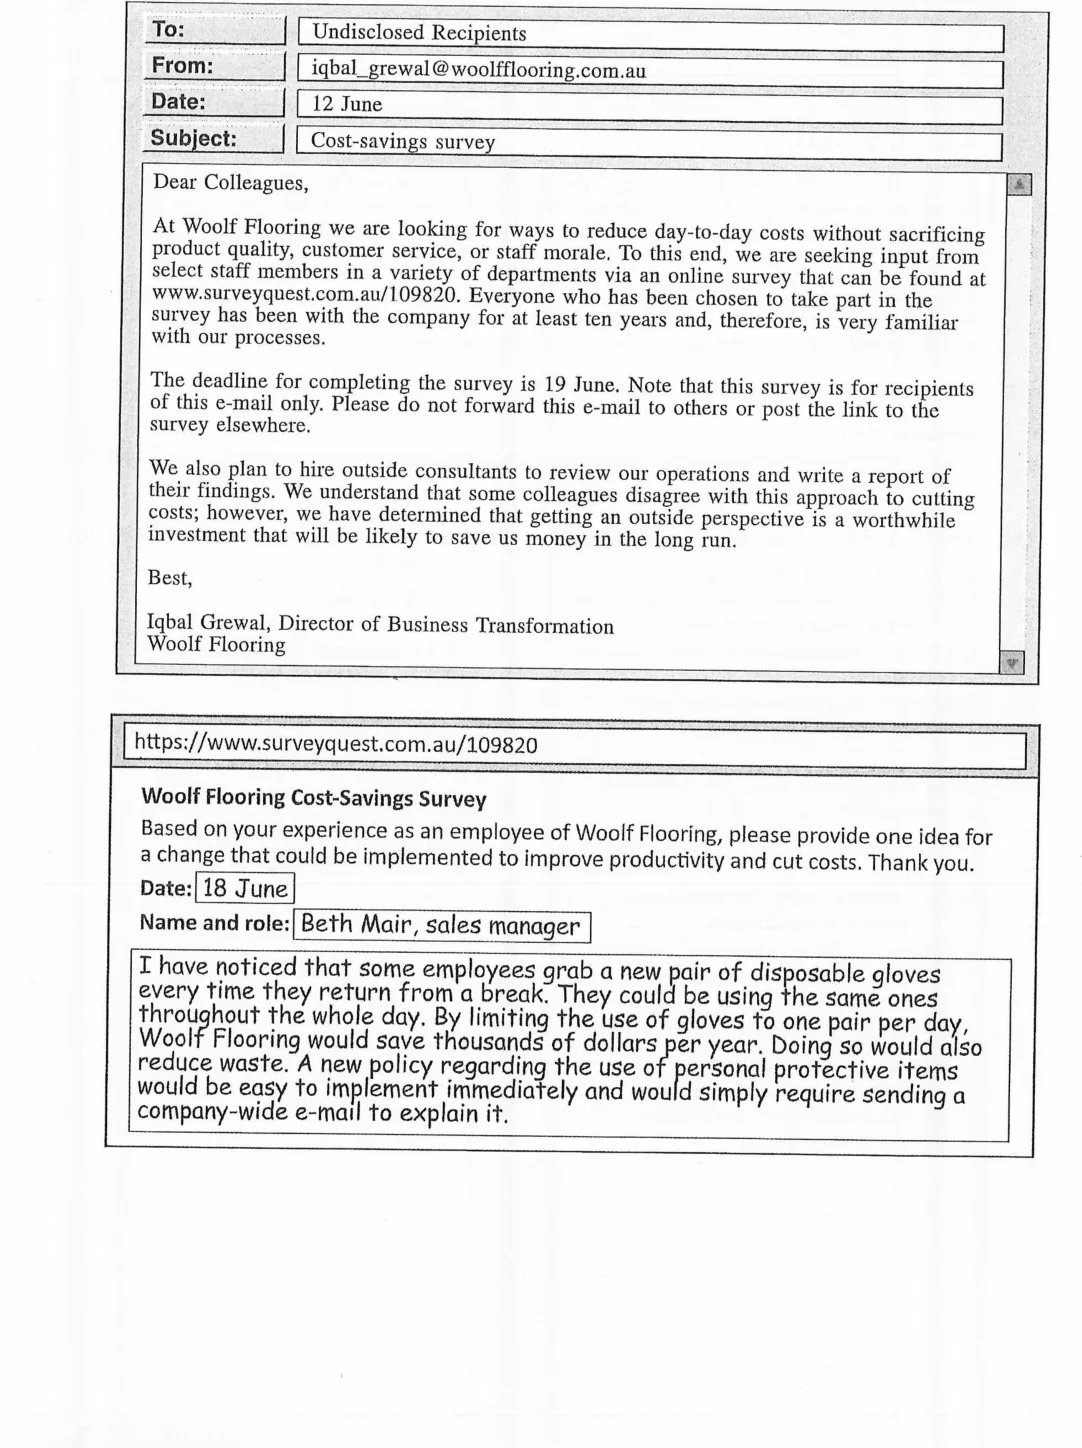 To: Undisclosed Recipients
From: iqbal_grewal@woolfflooring.com.au
Date: 12 June
Subject: Cost-savings survey
Dear Colleagues,
At Woolf Flooring we are looking for ways to reduce day-to-day costs without sacrificing
product quality, customer service, or staff morale. To this end, we are seeking input from
select staff members in a variety of departments via an online survey that can be found at
www.surveyquest.com.au/109820. Everyone who has been chosen to take part in the
survey has been with the company for at least ten years and, therefore, is very familiar
with our processes.
The deadline for completing the survey is 19 June. Note that this survey is for recipients
of this e-mail only. Please do not forward this e-mail to others or post the link to the
survey elsewhere.
We also plan to hire outside consultants to review our operations and write a report of
their findings. We understand that some colleagues disagree with this approach to cutting
costs; however, we have determined that getting an outside perspective is a worthwhile
investment that will be likely to save us money in the long run.
Best,
Iqbal Grewal, Director of Business Transformation
Woolf Flooring
https://www.surveyquest.com.au/109820
Woolf Flooring Cost-Savings Survey
Based on your experience as an employee of Woolf Flooring, please provide one idea for
a change that could be implemented to improve productivity and cut costs. Thank you.
Date: 18 June
Name and role: Beth Mair, sales manager
I have noticed that some employees grab a new pair of disposable gloves
every time they return from a break. They could be using the same ones
throughout the whole day. By limiting the use of gloves to one pair per day,
Woolf Flooring would save thousands of dollars per year. Doing so would also
reduce waste. A new policy regarding the use of personal protective items
would be easy to implement immediately and would simply require sending a
company-wide e-mail to explain it.